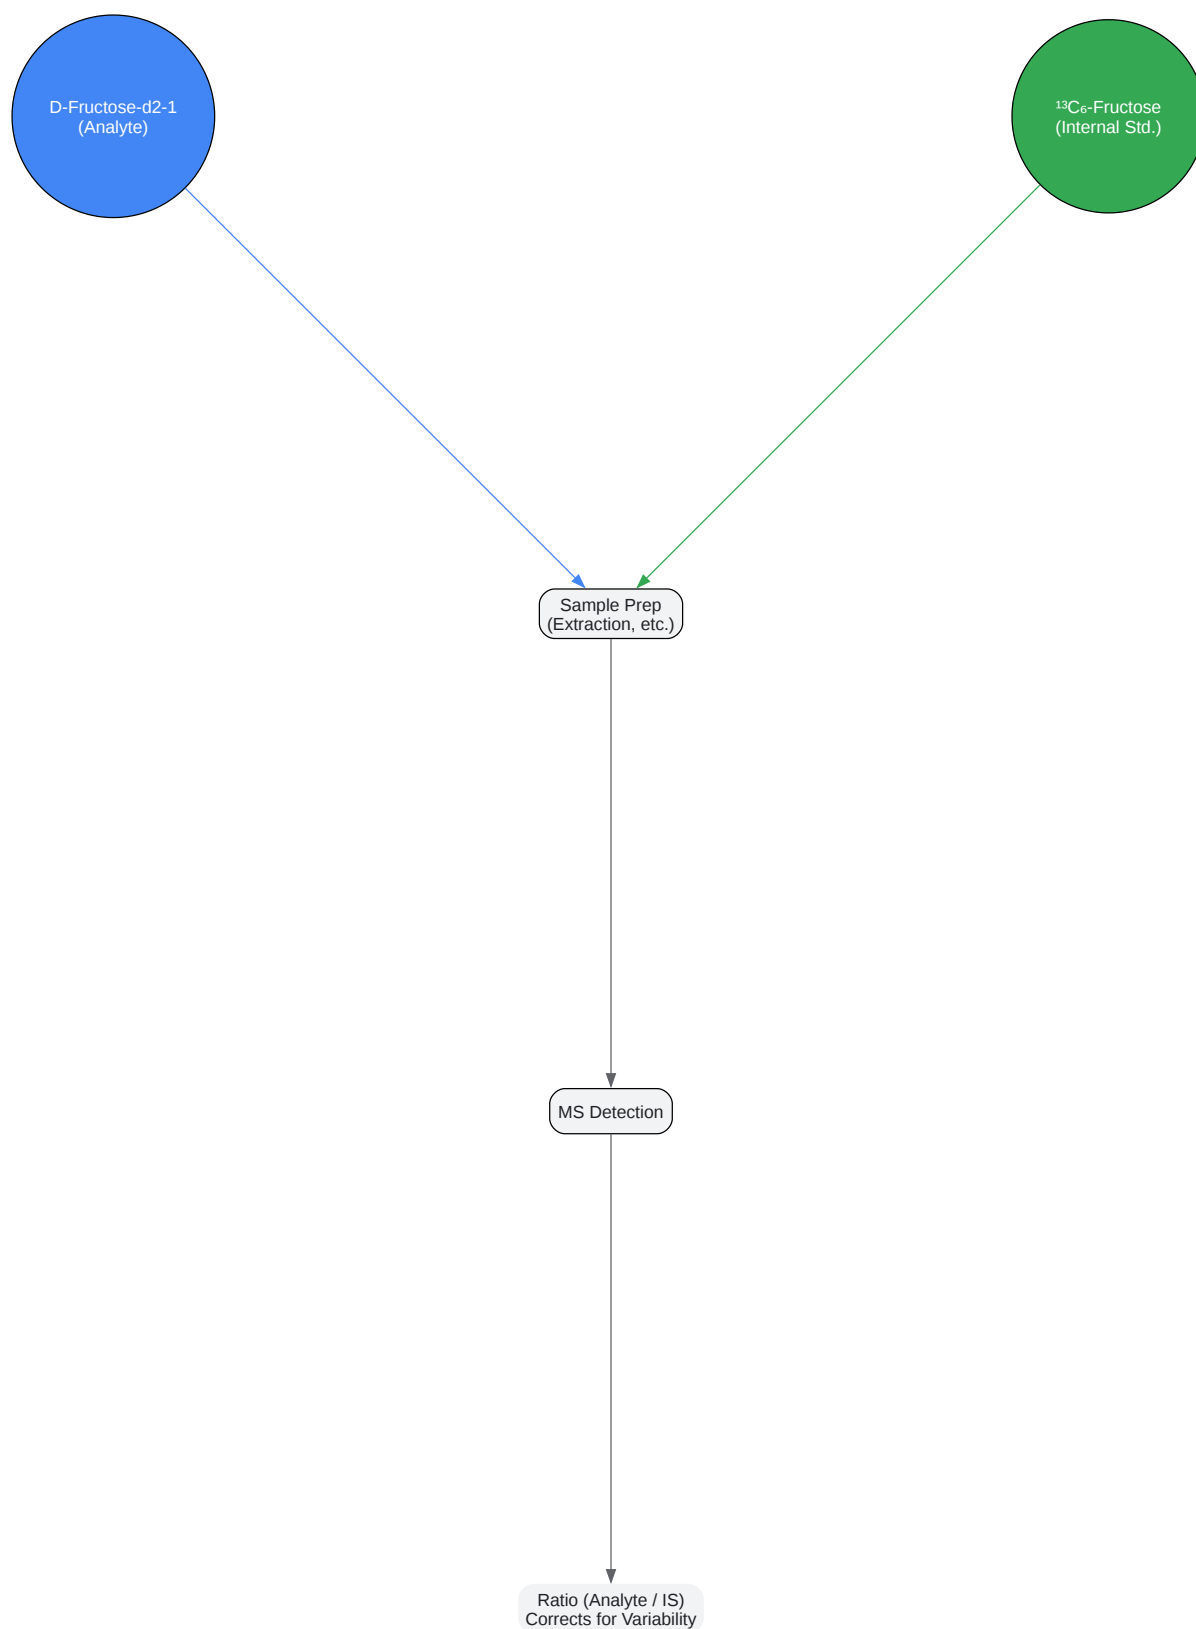 D-Fructose-d2-1
(Analyte)
¹³C₆-Fructose
(Internal Std.)
Sample Prep
(Extraction, etc.)
MS Detection
Ratio (Analyte / IS)
Corrects for Variability